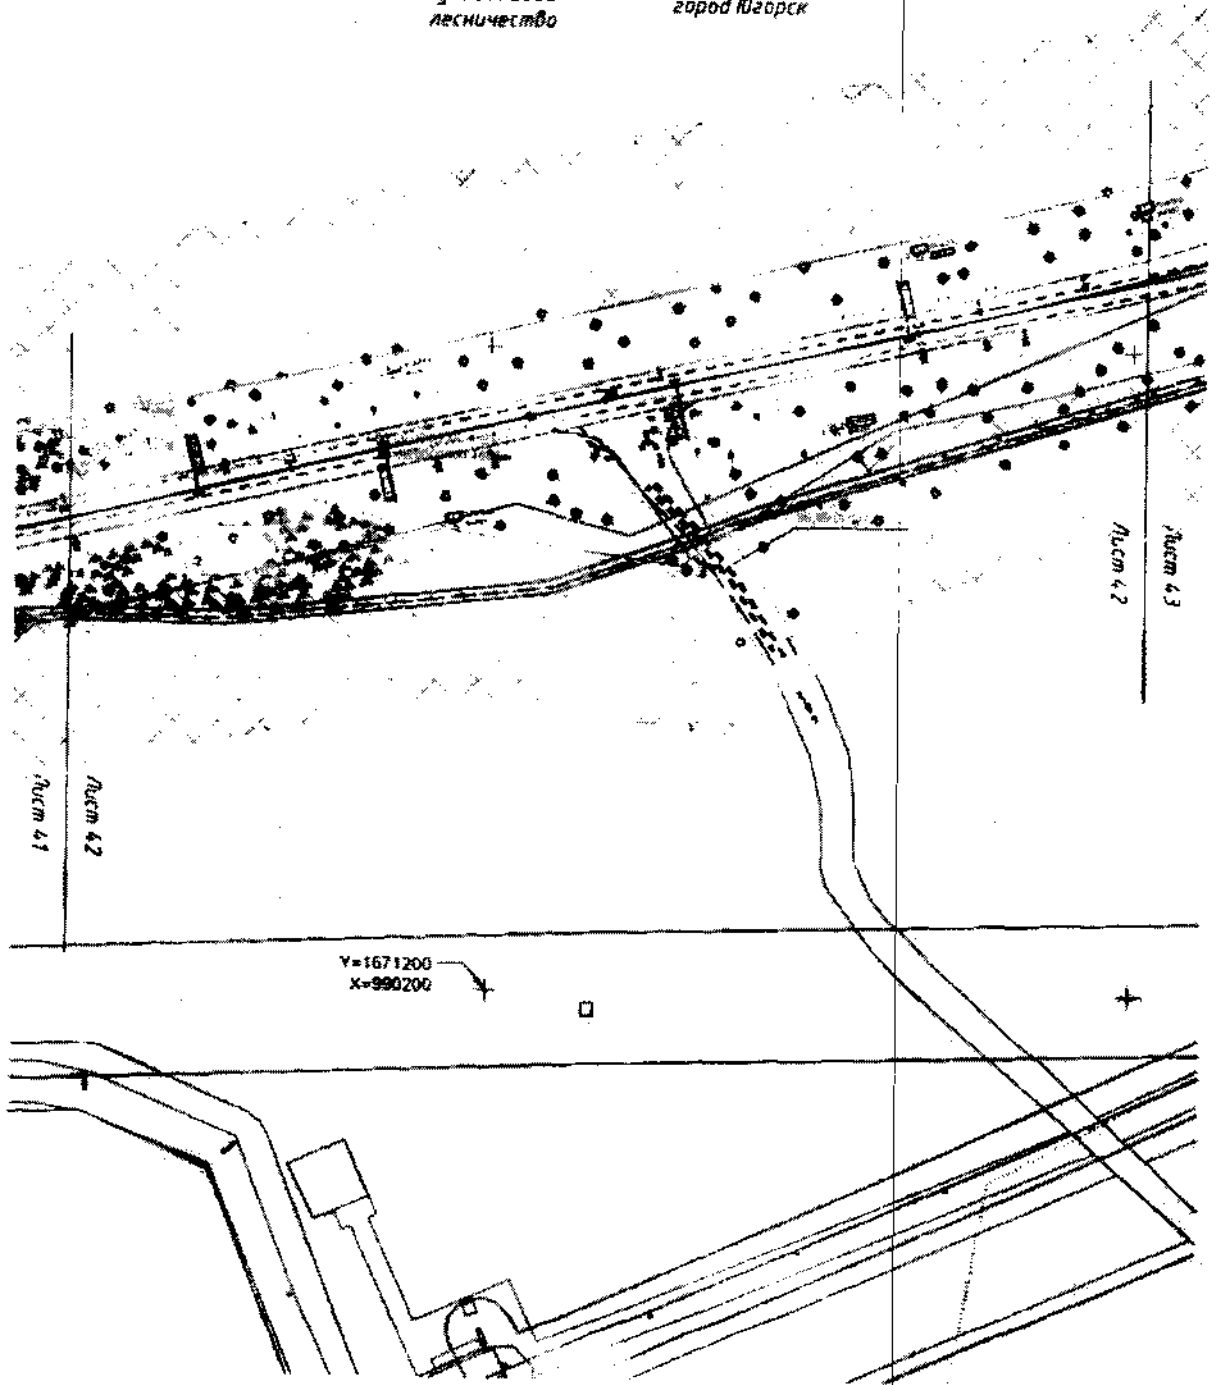 лесничество
город Югорск
Лист 4.2
Лист 4.3
Лист 4.1
Лист 4.2
Y=1671200
X=990200